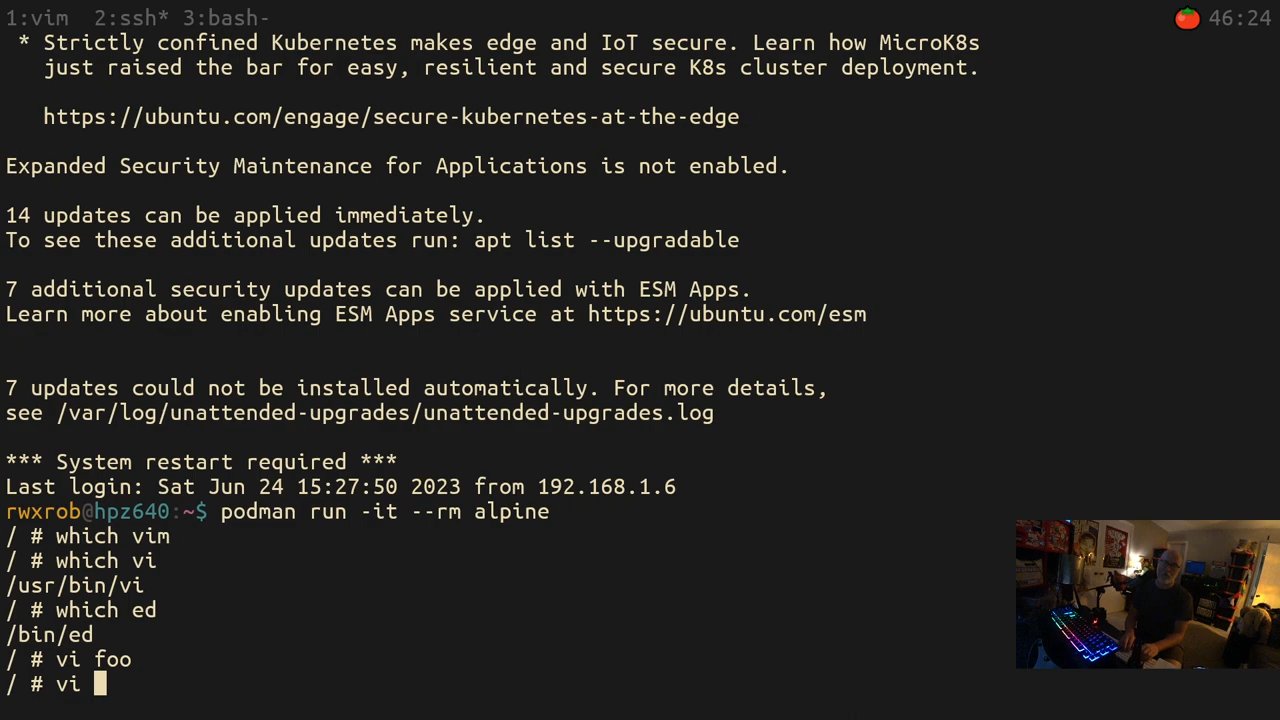 1:vim  2:ssh* 3:bash-
🍅 46:24
 * Strictly confined Kubernetes makes edge and IoT secure. Learn how MicroK8s
   just raised the bar for easy, resilient and secure K8s cluster deployment.
   https://ubuntu.com/engage/secure-kubernetes-at-the-edge
Expanded Security Maintenance for Applications is not enabled.
14 updates can be applied immediately.
To see these additional updates run: apt list --upgradable
7 additional security updates can be applied with ESM Apps.
Learn more about enabling ESM Apps service at https://ubuntu.com/esm
7 updates could not be installed automatically. For more details,
see /var/log/unattended-upgrades/unattended-upgrades.log
*** System restart required ***
Last login: Sat Jun 24 15:27:50 2023 from 192.168.1.6
rwxrob@hpz640:~$ podman run -it --rm alpine
/ # which vim
/ # which vi
/usr/bin/vi
/ # which ed
/bin/ed
/ # vi foo
/ # vi